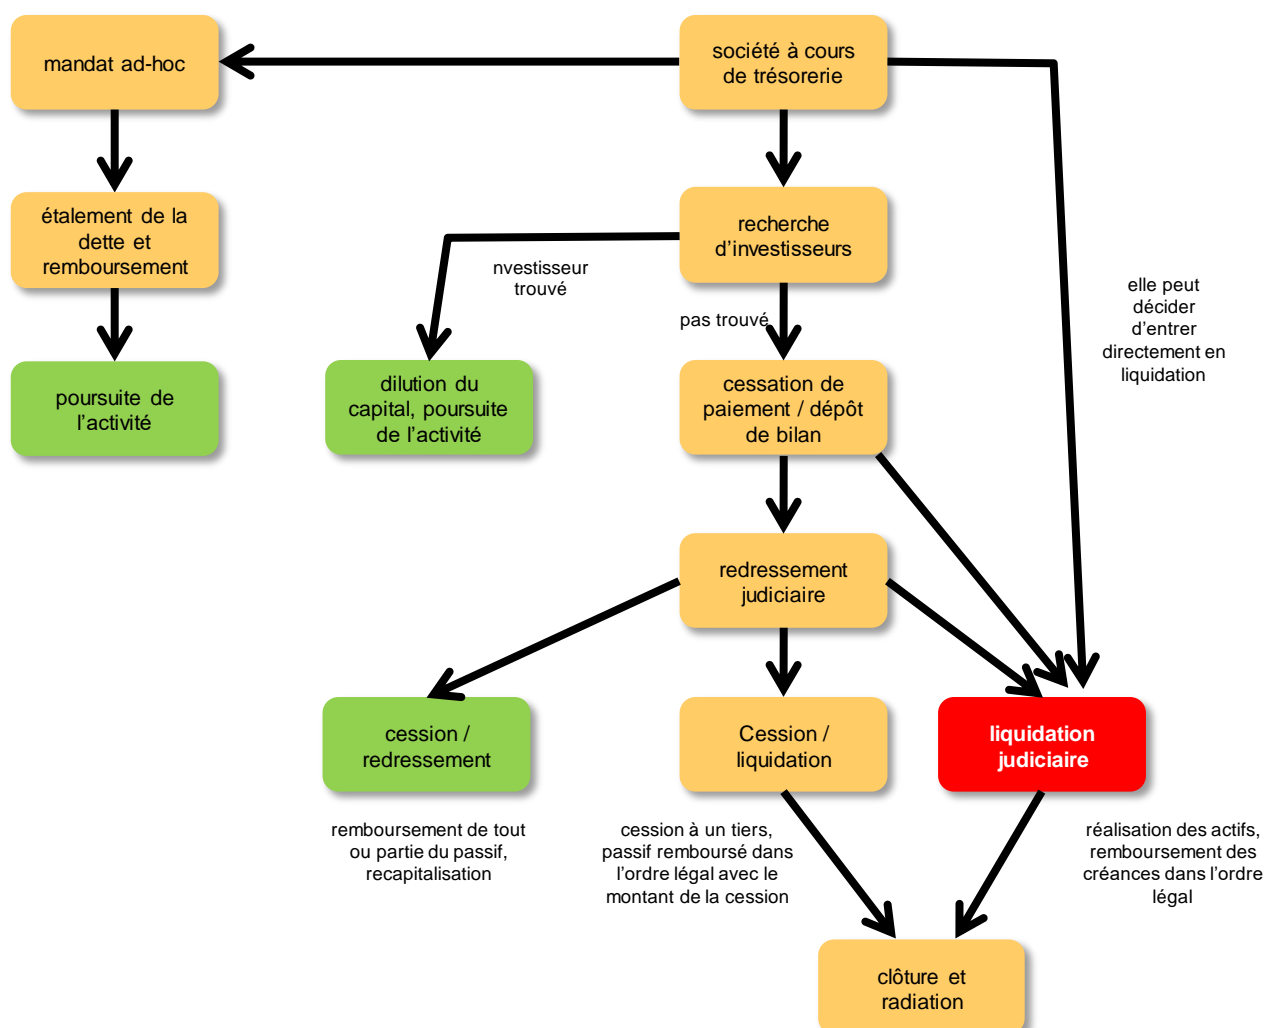 mandat ad-hoc
société à cours
de trésorerie
étalement de la
dette et
remboursement
recherche
d’investisseurs
nvestisseur
trouvé
pas trouvé
elle peut
décider
d’entrer
directement en
liquidation
poursuite de
l’activité
dilution du
capital, poursuite
de l’activité
cessation de
paiement / dépôt
de bilan
redressement
judiciaire
cession /
redressement
Cession /
liquidation
liquidation
judiciaire
remboursement de tout
ou partie du passif,
recapitalisation
cession à un tiers,
passif remboursé dans
l’ordre légal avec le
montant de la cession
réalisation des actifs,
remboursement des
créances dans l’ordre
légal
clôture et
radiation